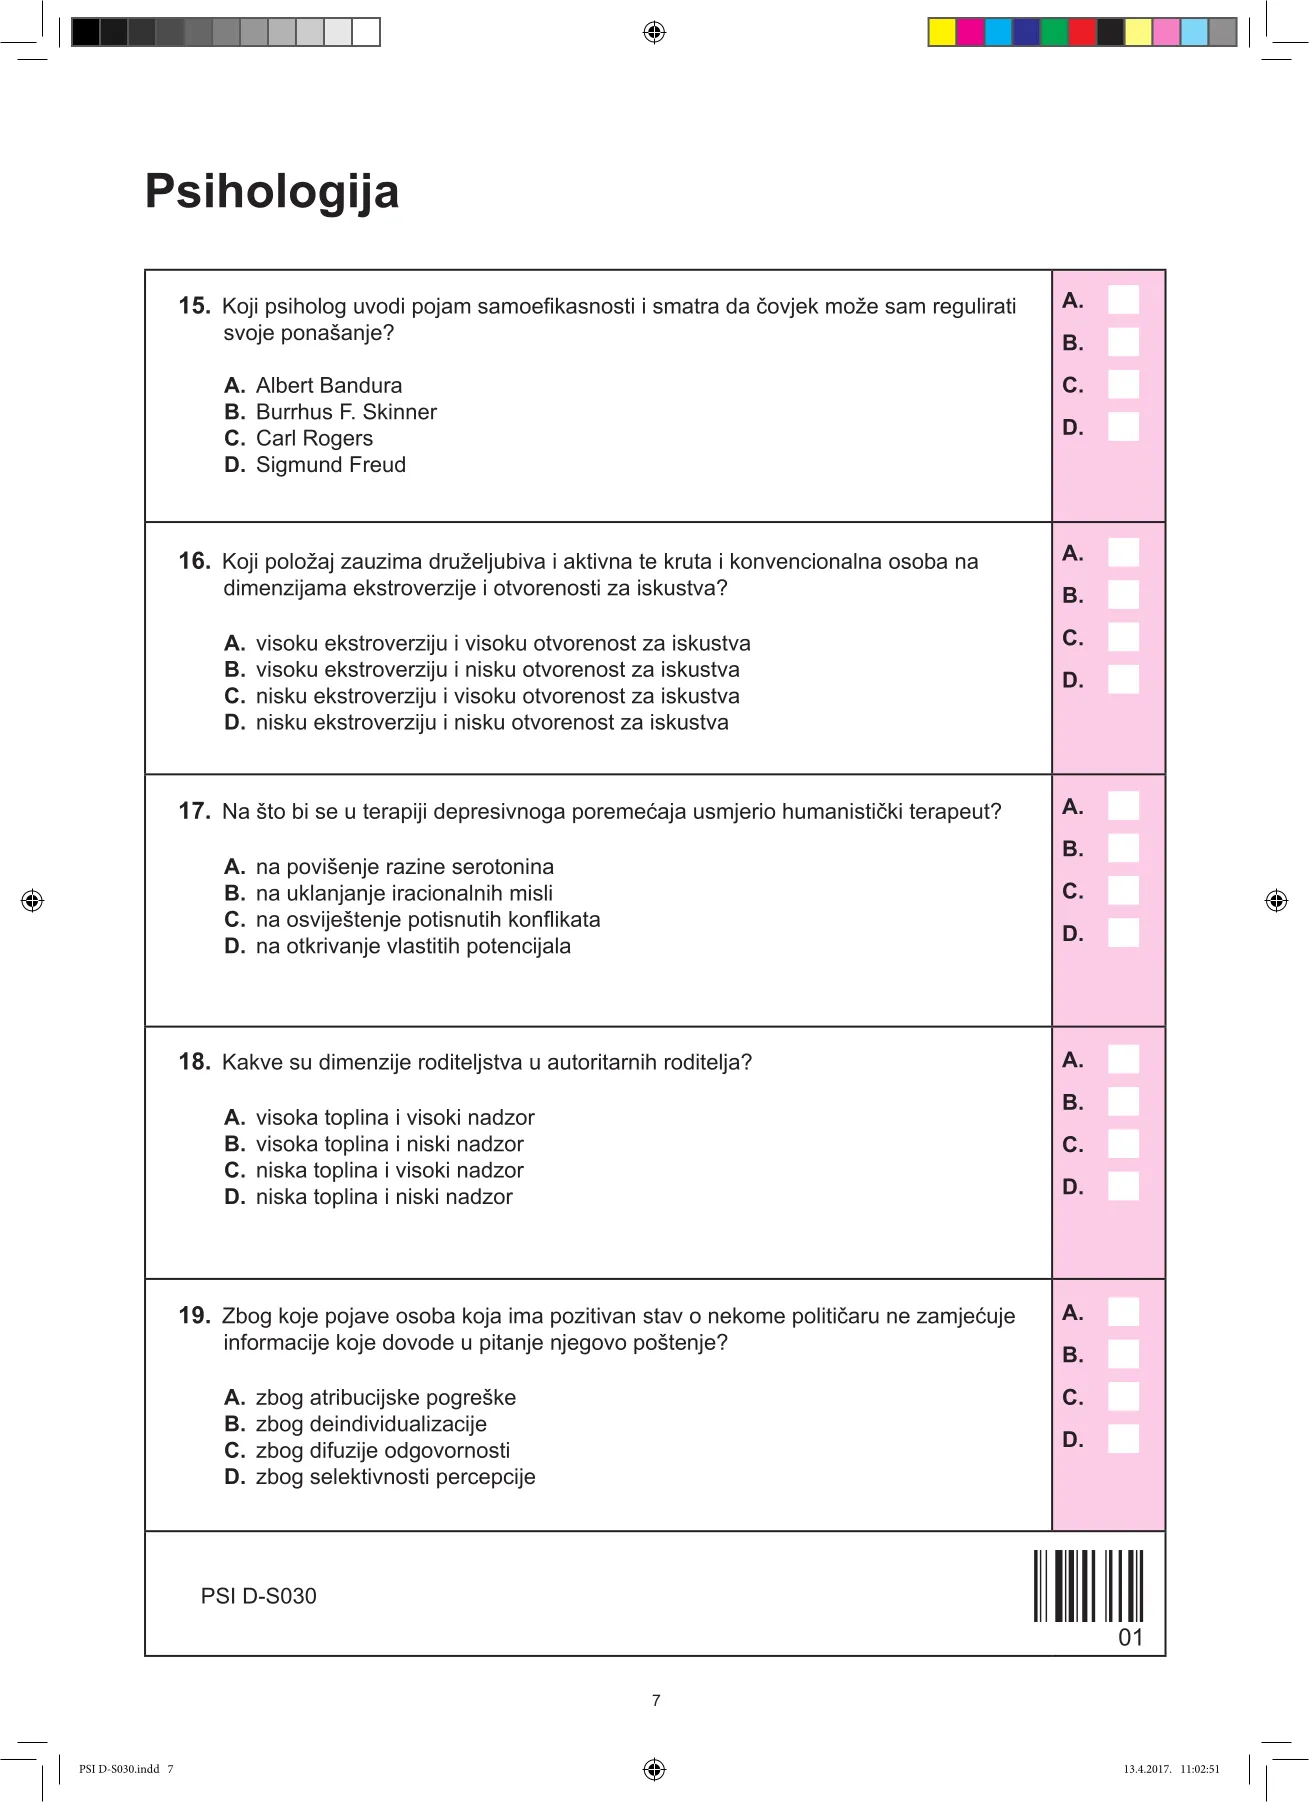 Psihologija
15. Koji psiholog uvodi pojam samoefikasnosti i smatra da čovjek može sam regulirati
svoje ponašanje?
A. Albert Bandura
B. Burrhus F. Skinner
C. Carl Rogers
D. Sigmund Freud
A.
B.
C.
D.
16. Koji položaj zauzima druželjubiva i aktivna te kruta i konvencionalna osoba na
dimenzijama ekstroverzije i otvorenosti za iskustva?
A. visoku ekstroverziju i visoku otvorenost za iskustva
B. visoku ekstroverziju i nisku otvorenost za iskustva
C. nisku ekstroverziju i visoku otvorenost za iskustva
D. nisku ekstroverziju i nisku otvorenost za iskustva
A.
B.
C.
D.
17. Na što bi se u terapiji depresivnoga poremećaja usmjerio humanistički terapeut?
A. na povišenje razine serotonina
B. na uklanjanje iracionalnih misli
C. na osviještenje potisnutih konflikata
D. na otkrivanje vlastitih potencijala
A.
B.
C.
D.
18. Kakve su dimenzije roditeljstva u autoritarnih roditelja?
A. visoka toplina i visoki nadzor
B. visoka toplina i niski nadzor
C. niska toplina i visoki nadzor
D. niska toplina i niski nadzor
A.
B.
C.
D.
19. Zbog koje pojave osoba koja ima pozitivan stav o nekome političaru ne zamjećuje
informacije koje dovode u pitanje njegovo poštenje?
A. zbog atribucijske pogreške
B. zbog deindividualizacije
C. zbog difuzije odgovornosti
D. zbog selektivnosti percepcije
A.
B.
C.
D.
PSI D-S030
01
7
PSI D-S030.indd 7
13.4.2017. 11:02:51